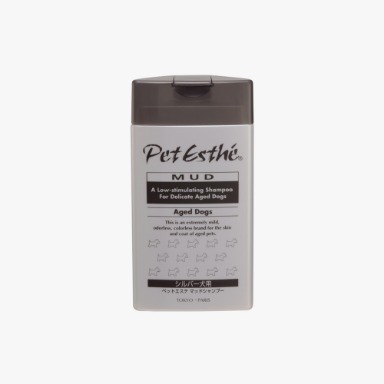 Pet Esthé®
MUD
A Low-stimulating Shampoo
For Delicate Aged Dogs
Aged Dogs
This is an extremely mild,
odorless, colorless brand for the skin
and coat of aged pets.
シルバー犬用
ペットエステ マッドシャンプー
TOKYO · PARIS